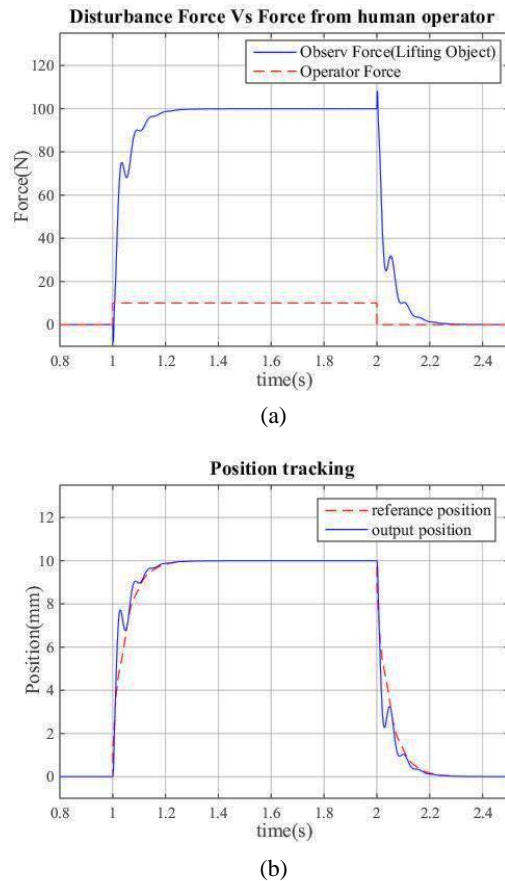 Disturbance Force Vs Force from human operator
Observ Force(Lifting Object)
Operator Force
Force(N)
120
100
80
60
40
20
0
0.8 1 1.2 1.4 1.6 1.8 2 2.2 2.4
time(s)
(a)
Position tracking
referance position
output position
Position(mm)
12
10
8
6
4
2
0
0.8 1 1.2 1.4 1.6 1.8 2 2.2 2.4
time(s)
(b)